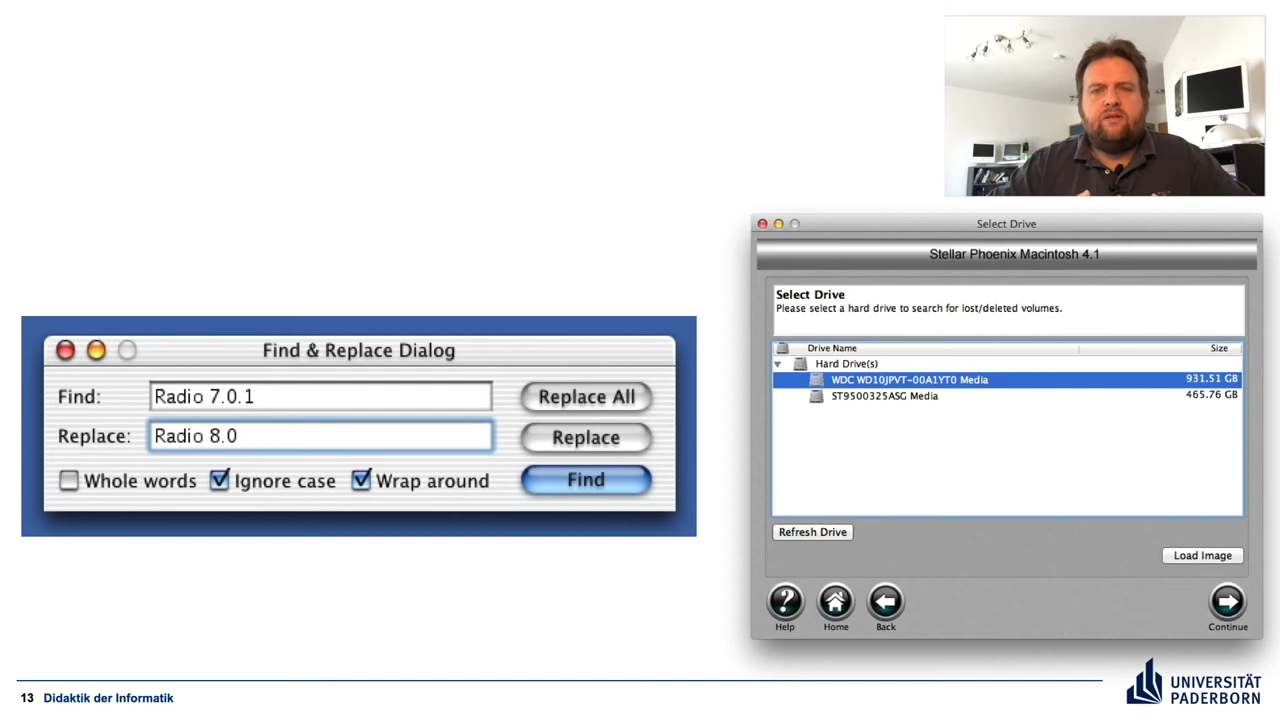 Find & Replace Dialog
Find: Radio 7.0.1 Replace All
Replace: Radio 8.0 Replace
Whole words Ignore case Wrap around Find
Select Drive
Stellar Phoenix Macintosh 4.1
Select Drive
Please select a hard drive to search for lost/deleted volumes.
Drive Name Size
Hard Drive(s)
WDC WD10JPVT-00A1YT0 Media 931.51 GB
ST9500325ASG Media 465.76 GB
Refresh Drive
Load Image
Help Home Back Continue
13 Didaktik der Informatik
UNIVERSITÄT
PADERBORN